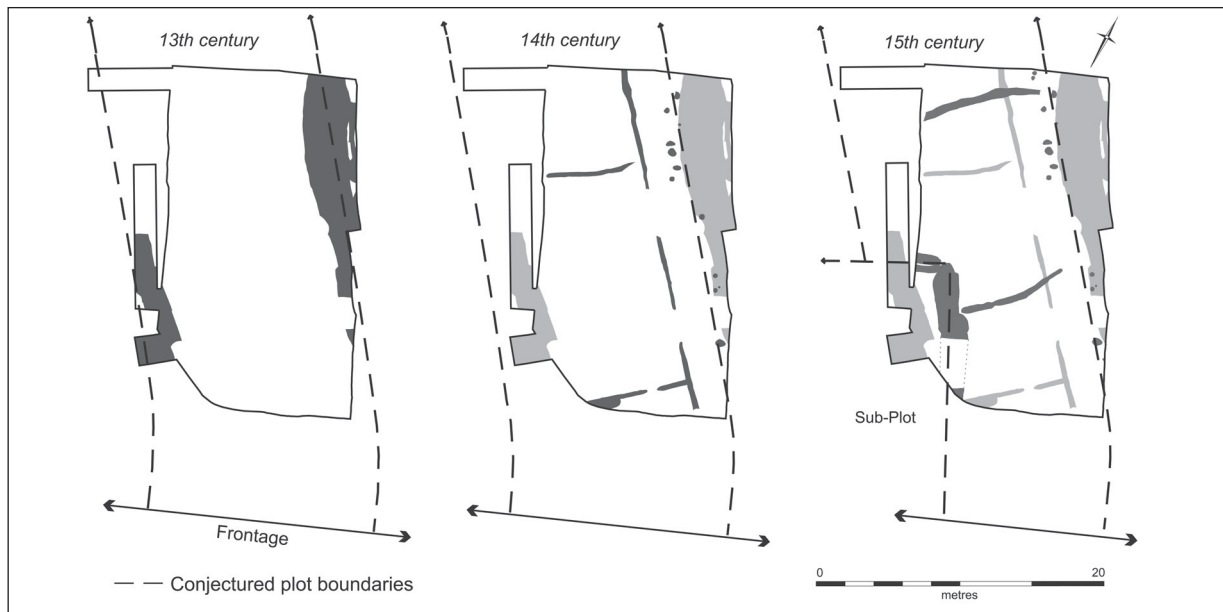 13th century
14th century
15th century
Sub-Plot
Frontage
Conjectured plot boundaries
0 20
metres